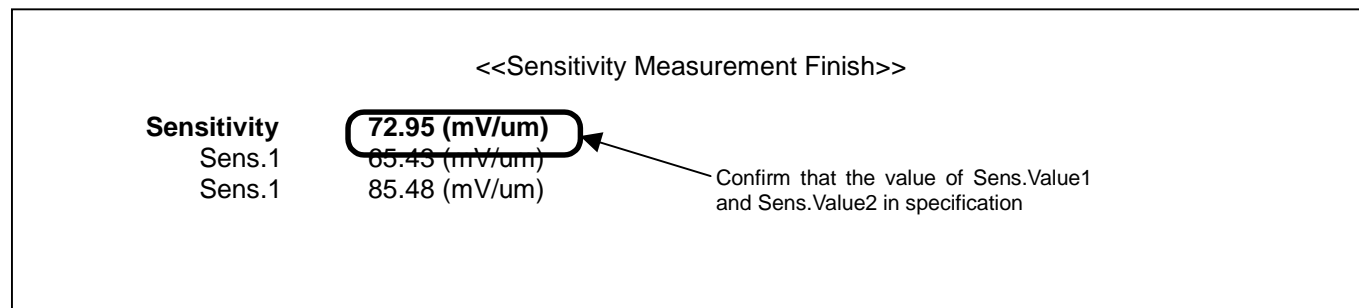 <<Sensitivity Measurement Finish>>
Sensitivity 72.95 (mV/um)
Sens.1 65.43 (mV/um)
Sens.1 85.48 (mV/um)
Confirm that the value of Sens.Value1
and Sens.Value2 in specification